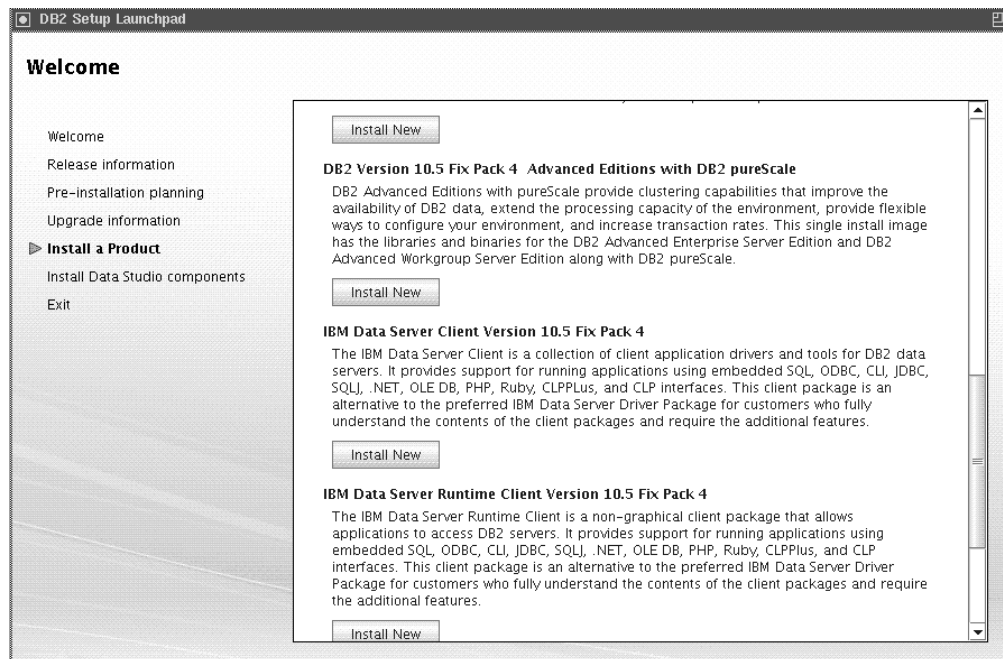 DB2 Setup Launchpad
Welcome
Welcome
Release information
Pre-installation planning
Upgrade information
Install a Product
Install Data Studio components
Exit
Install New
DB2 Version 10.5 Fix Pack 4 Advanced Editions with DB2 pureScale
DB2 Advanced Editions with pureScale provide clustering capabilities that improve the
availability of DB2 data, extend the processing capacity of the environment, provide flexible
ways to configure your environment, and increase transaction rates. This single install image
has the libraries and binaries for the DB2 Advanced Enterprise Server Edition and DB2
Advanced Workgroup Server Edition along with DB2 pureScale.
Install New
IBM Data Server Client Version 10.5 Fix Pack 4
The IBM Data Server Client is a collection of client application drivers and tools for DB2 data
servers. It provides support for running applications using embedded SQL, ODBC, CLI, JDBC,
SQLJ, .NET, OLE DB, PHP, Ruby, CLPPLus, and CLP interfaces. This client package is an
alternative to the preferred IBM Data Server Driver Package for customers who fully
understand the contents of the client packages and require the additional features.
Install New
IBM Data Server Runtime Client Version 10.5 Fix Pack 4
The IBM Data Server Runtime Client is a non-graphical client package that allows
applications to access DB2 servers. It provides support for running applications using
embedded SQL, ODBC, CLI, JDBC, SQLJ, .NET, OLE DB, PHP, Ruby, CLPPlus, and CLP
interfaces. This client package is an alternative to the preferred IBM Data Server Driver
Package for customers who fully understand the contents of the client packages and require
the additional features.
Install New